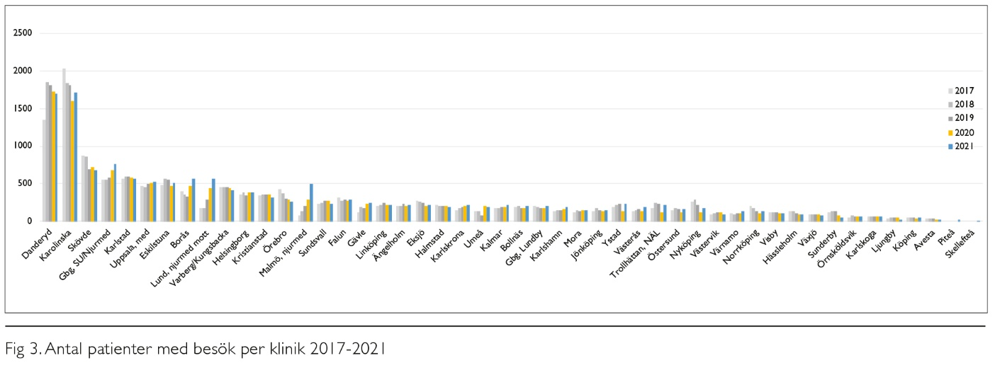 2500
2000
1500
1000
500
0
2017
2018
2019
2020
2021
Danderyd
Karolinska
Skövde
Gbg. SU/Njurmed
Karlstad
Uppsala, med
Eskilstuna
Borås
Lund, njurmed mott
Varberg/Kungsbacka
Helsingborg
Kristianstad
Örebro
Malmö, njurmed
Sundsvall
Falun
Gävle
Linköping
Ängelholm
Eksjö
Halmstad
Karlskrona
Umeå
Kalmar
Bollnäs
Gbg. Lundby
Karlshamn
Mora
Jönköping
Ystad
Västerås
Trollhättan, NÄL
Östersund
Nyköping
Västervik
Värnamo
Norrköping
Visby
Hässleholm
Växjö
Sunderby
Örnsköldsvik
Karlskoga
Ljungby
Köping
Avesta
Piteå
Skellefteå
Fig 3. Antal patienter med besök per klinik 2017-2021